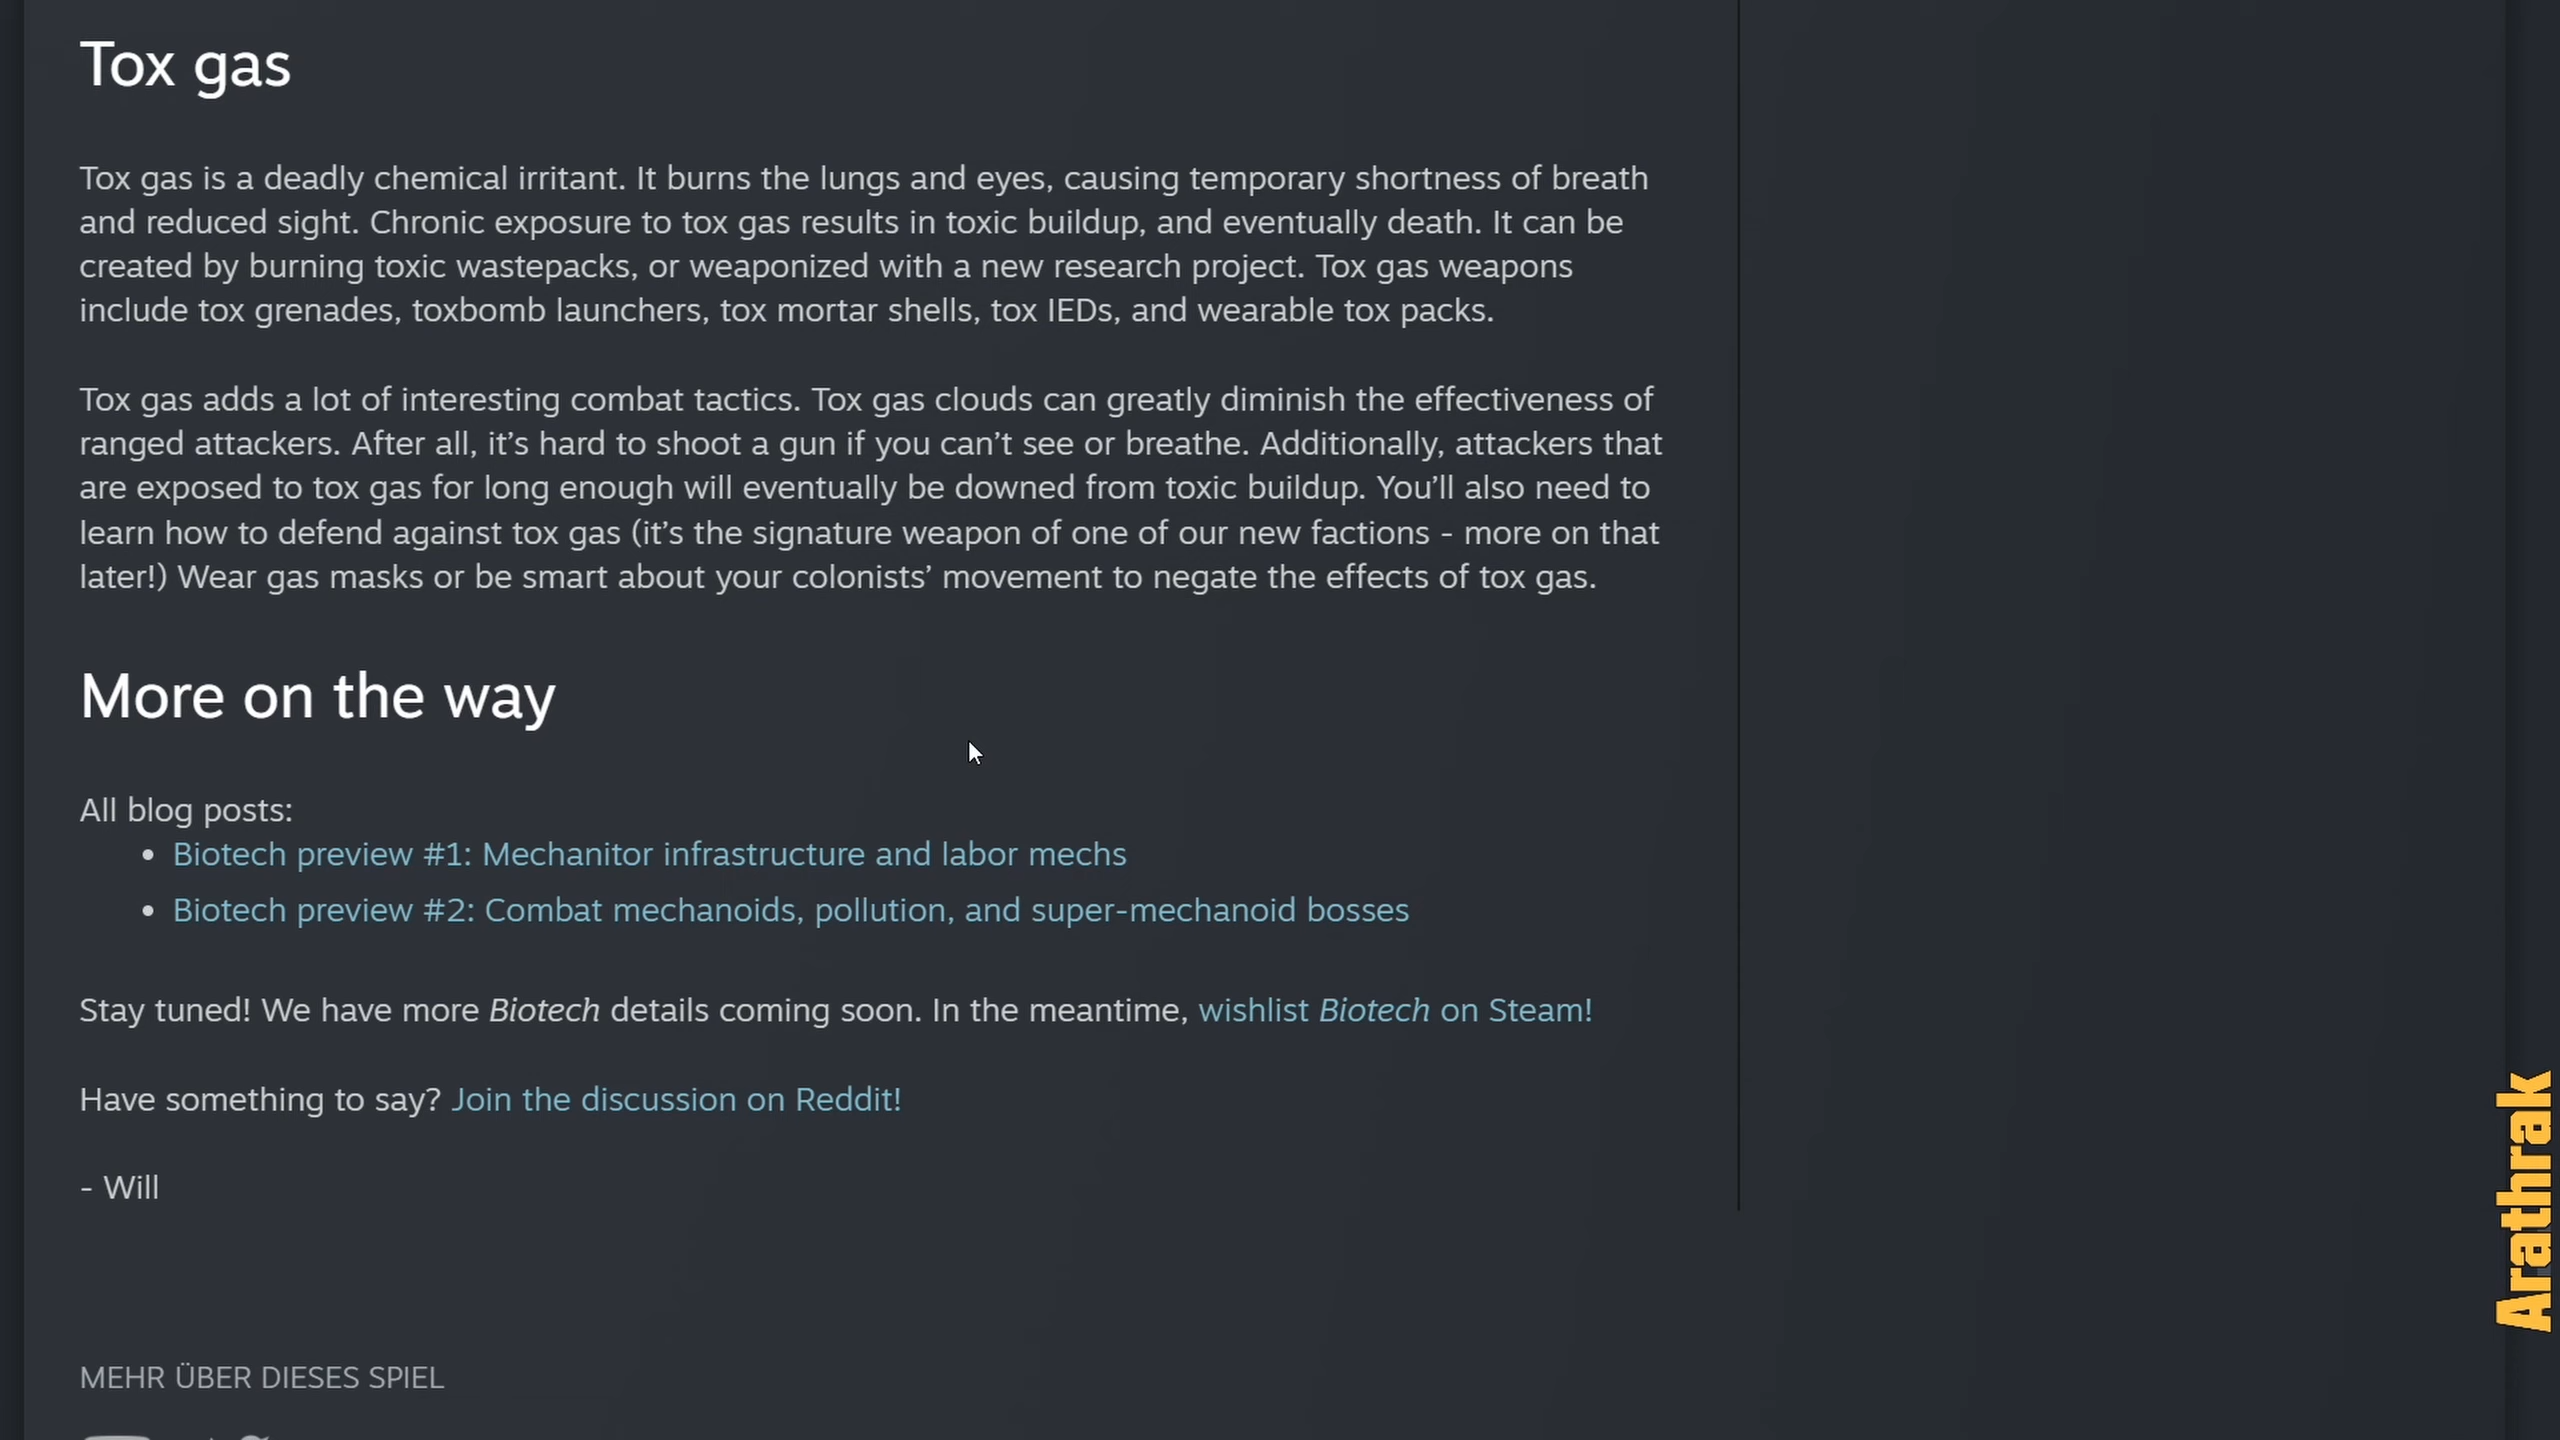 Tox gas
Tox gas is a deadly chemical irritant. It burns the lungs and eyes, causing temporary shortness of breath
and reduced sight. Chronic exposure to tox gas results in toxic buildup, and eventually death. It can be
created by burning toxic wastepacks, or weaponized with a new research project. Tox gas weapons
include tox grenades, toxbomb launchers, tox mortar shells, tox IEDs, and wearable tox packs.
Tox gas adds a lot of interesting combat tactics. Tox gas clouds can greatly diminish the effectiveness of
ranged attackers. After all, it’s hard to shoot a gun if you can’t see or breathe. Additionally, attackers that
are exposed to tox gas for long enough will eventually be downed from toxic buildup. You’ll also need to
learn how to defend against tox gas (it’s the signature weapon of one of our new factions - more on that
later!) Wear gas masks or be smart about your colonists’ movement to negate the effects of tox gas.
More on the way
All blog posts:
• Biotech preview #1: Mechanitor infrastructure and labor mechs
• Biotech preview #2: Combat mechanoids, pollution, and super-mechanoid bosses
Stay tuned! We have more Biotech details coming soon. In the meantime, wishlist Biotech on Steam!
Have something to say? Join the discussion on Reddit!
- Will
MEHR ÜBER DIESES SPIEL
Arathrak